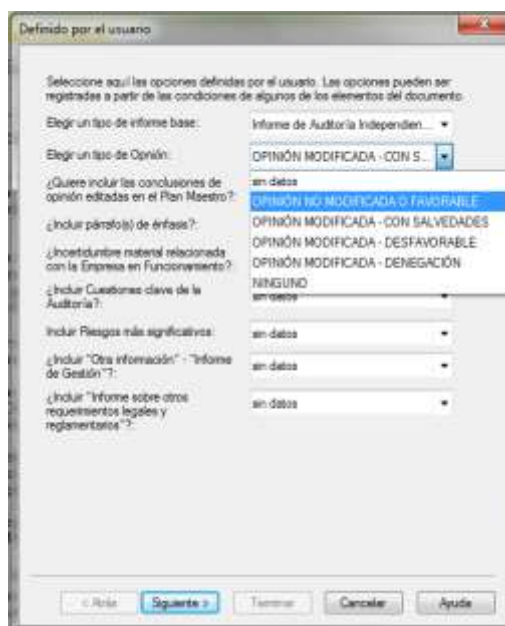 Definido por el usuario
Seleccione aquí las opciones definidas por el usuario. Las opciones pueden ser
registradas a partir de las condiciones de algunos de los elementos del documento.
Elegir un tipo de informe base:
Informe de Auditoría Independien...
Elegir un tipo de Opinión:
OPINIÓN MODIFICADA - CON S...
sin datos
OPINIÓN NO MODIFICADA O FAVORABLE
OPINIÓN MODIFICADA - CON SALVEDADES
OPINIÓN MODIFICADA - DESFAVORABLE
OPINIÓN MODIFICADA - DENEGACIÓN
NINGUNO
¿Quiere incluir las conclusiones de
opinión editadas en el Plan Maestro?:
¿Incluir párrafo(s) de énfasis?:
¿Incertidumbre material relacionada
con la Empresa en Funcionamiento?
¿Incluir Cuestiones clave de la
Auditoría?:
sin datos
Incluir Riesgos más significativos:
sin datos
¿Incluir "Otra información" - "Informe
de Gestión"?:
sin datos
¿Incluir "Informe sobre otros
requerimientos legales y
reglamentarios"?:
sin datos
< Atrás
Siguiente >
Terminar
Cancelar
Ayuda